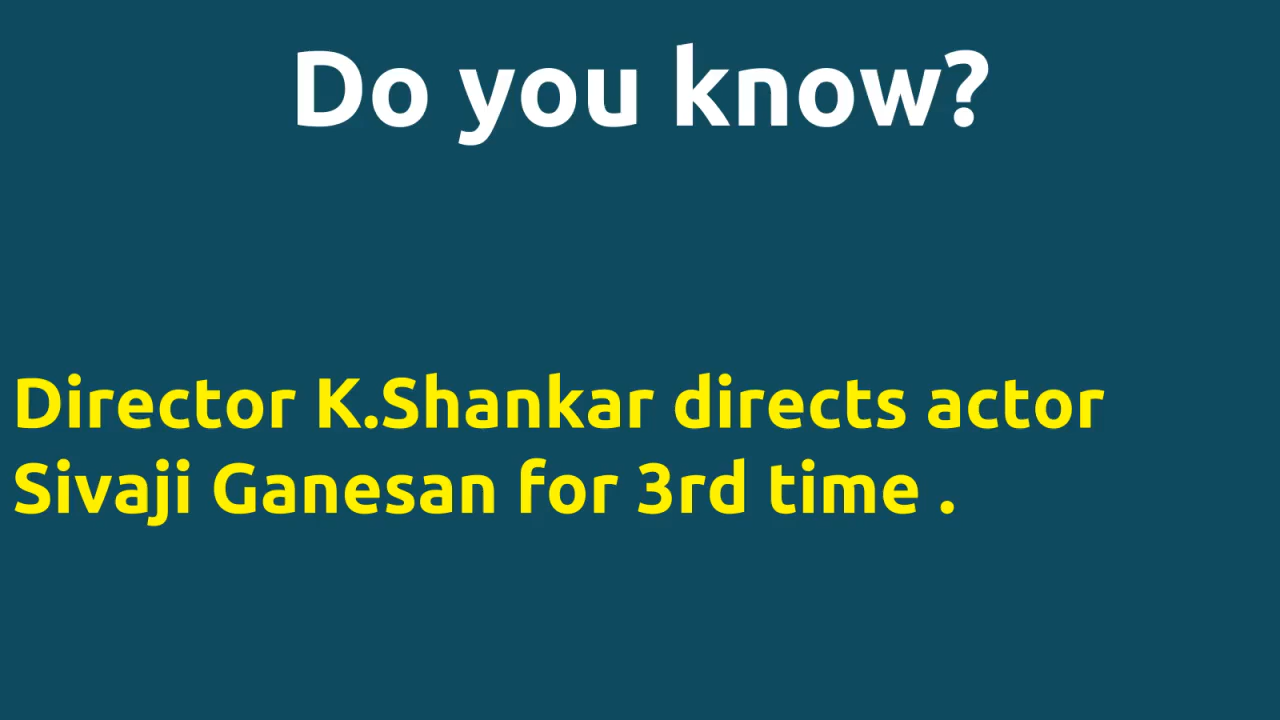 Do you know?
Director K.Shankar directs actor
Sivaji Ganesan for 3rd time .